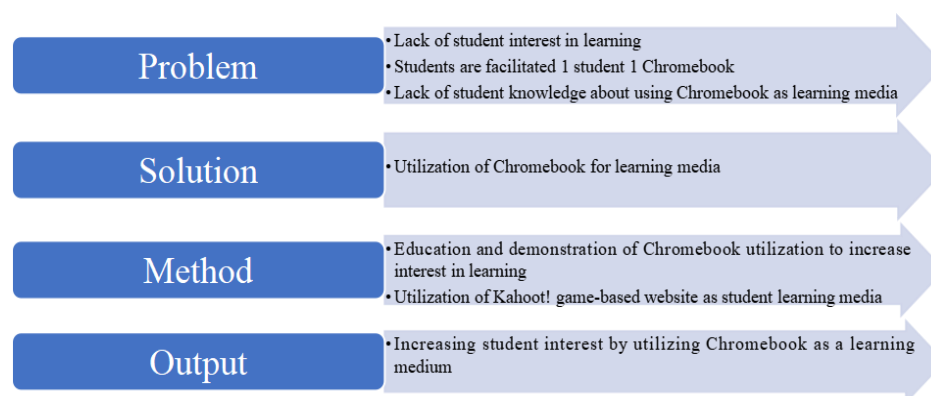 Problem
• Lack of student interest in learning
• Students are facilitated 1 student 1 Chromebook
• Lack of student knowledge about using Chromebook as learning media
Solution
• Utilization of Chromebook for learning media
Method
• Education and demonstration of Chromebook utilization to increase
interest in learning
• Utilization of Kahoot! game-based website as student learning media
Output
• Increasing student interest by utilizing Chromebook as a learning
medium